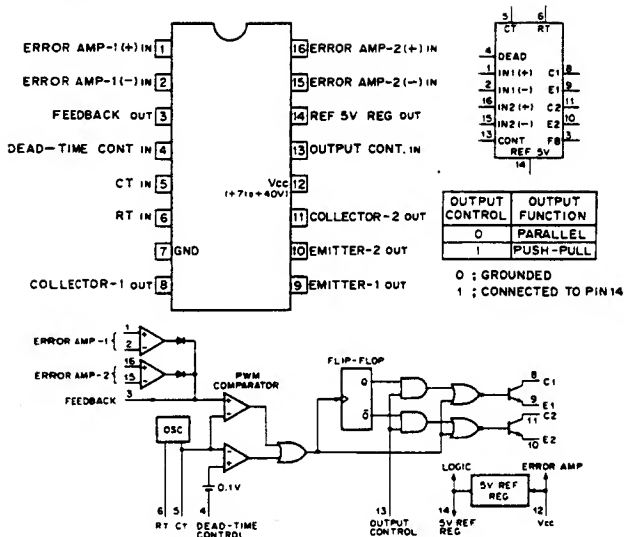 ERROR AMP-1(+) IN 1
16 ERROR AMP-2(+) IN
ERROR AMP-1(−) IN 2
15 ERROR AMP-2(−) IN
FEEDBACK OUT 3
14 REF 5V REG OUT
DEAD-TIME CONT IN 4
13 OUTPUT CONT. IN
CT IN 5
Vcc 12
(+7to+40V)
RT IN 6
11 COLLECTOR-2 OUT
7 GND
10 EMITTER-2 OUT
COLLECTOR-1 OUT 8
9 EMITTER-1 OUT
5 6
CT RT
4 DEAD
1 IN1(+) C1 8
2 IN1(−) E1 9
16 IN2(+) C2 11
15 IN2(−) E2 10
13 CONT FB 3
REF 5V
14
OUTPUT CONTROL OUTPUT FUNCTION
0 PARALLEL
1 PUSH-PULL
0 ; GROUNDED
1 ; CONNECTED TO PIN 14
ERROR AMP-1 { 1 2
+ −
ERROR AMP-2 { 16 15
+ −
FEEDBACK 3
PWM
COMPARATOR
+ −
OSC
− +
0.1V
6 5 4
RT CT DEAD-TIME
CONTROL
FLIP-FLOP
Q
Q̅
8 C1
9 E1
11 C2
10 E2
13
OUTPUT
CONTROL
LOGIC
ERROR AMP
5V REF
REG
14
5V REF
REG
12
Vcc